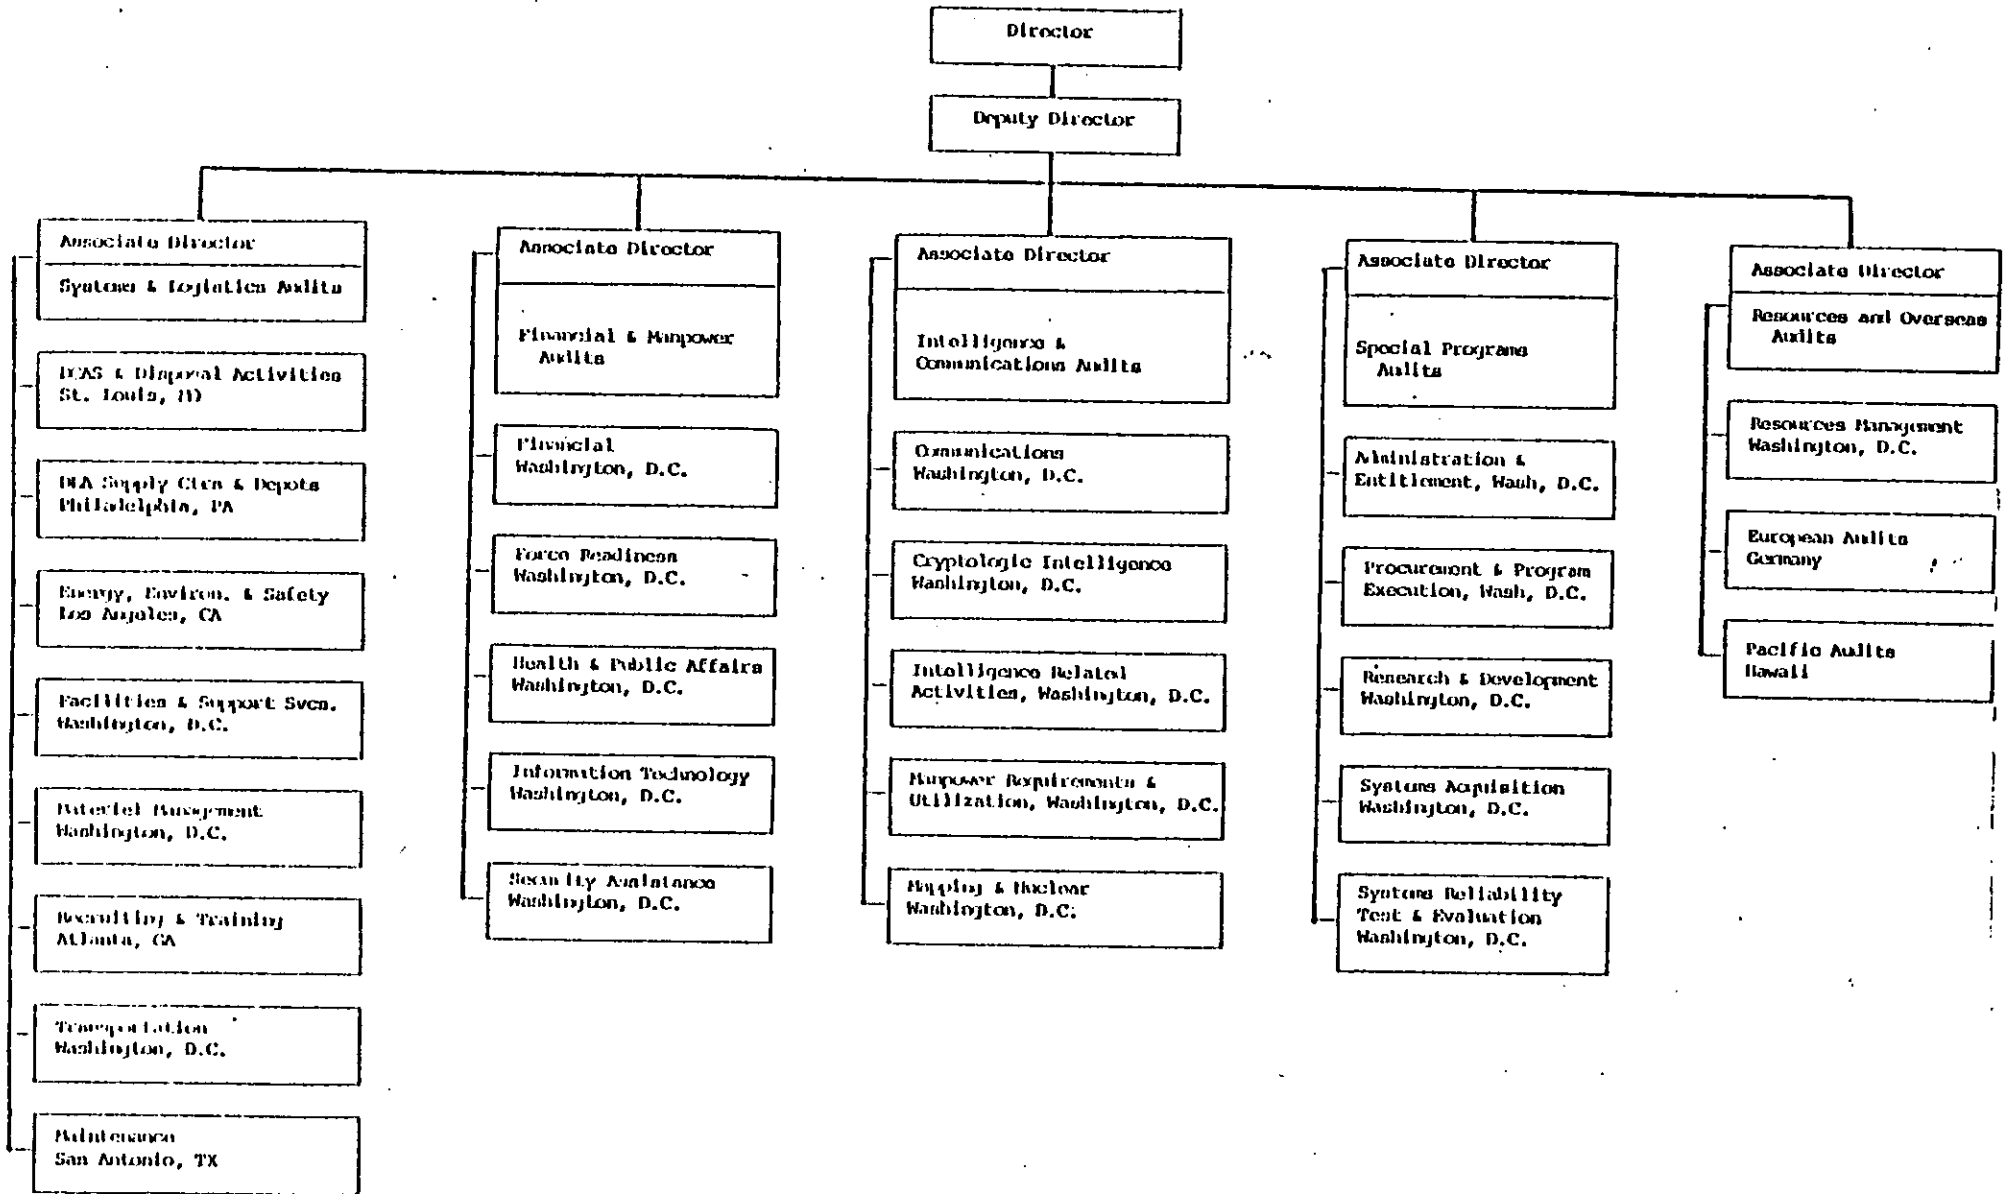 Director
Deputy Director
Associate Director
Systems & Logistics Audits
DCAS & Disposal Activities
St. Louis, MO
DLA Supply Ctrs & Depots
Philadelphia, PA
Energy, Environ. & Safety
Los Angeles, CA
Facilities & Support Svcs.
Washington, D.C.
Materiel Management
Washington, D.C.
Recruiting & Training
Atlanta, GA
Transportation
Washington, D.C.
Maintenance
San Antonio, TX
Associate Director
Financial & Manpower
Audits
Financial
Washington, D.C.
Force Readiness
Washington, D.C.
Health & Public Affairs
Washington, D.C.
Information Technology
Washington, D.C.
Security Assistance
Washington, D.C.
Associate Director
Intelligence &
Communications Audits
Communications
Washington, D.C.
Cryptologic Intelligence
Washington, D.C.
Intelligence Related
Activities, Washington, D.C.
Manpower Requirements &
Utilization, Washington, D.C.
Mapping & Nuclear
Washington, D.C.
Associate Director
Special Programs
Audits
Administration &
Entitlement, Wash, D.C.
Procurement & Program
Execution, Wash, D.C.
Research & Development
Washington, D.C.
Systems Acquisition
Washington, D.C.
Systems Reliability
Test & Evaluation
Washington, D.C.
Associate Director
Resources and Overseas
Audits
Resources Management
Washington, D.C.
European Audits
Germany
Pacific Audits
Hawaii